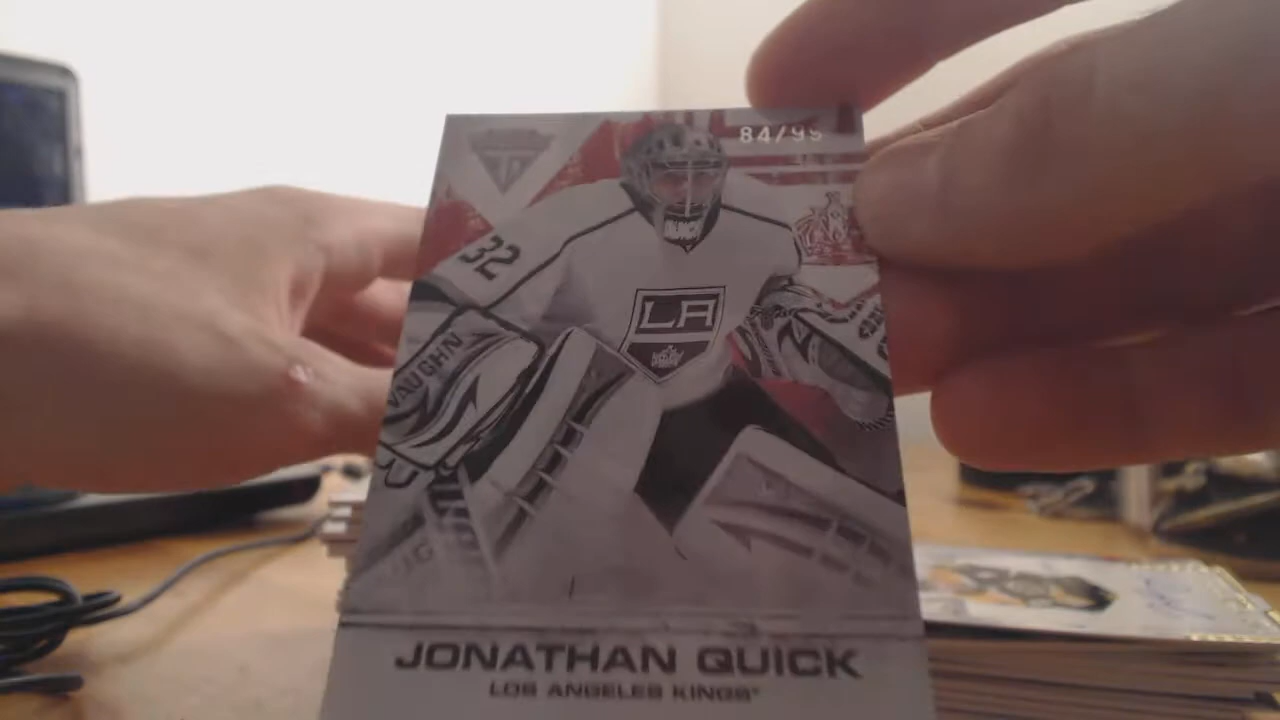 84/99
32
LA
VAUGHN
JONATHAN QUICK
LOS ANGELES KINGS